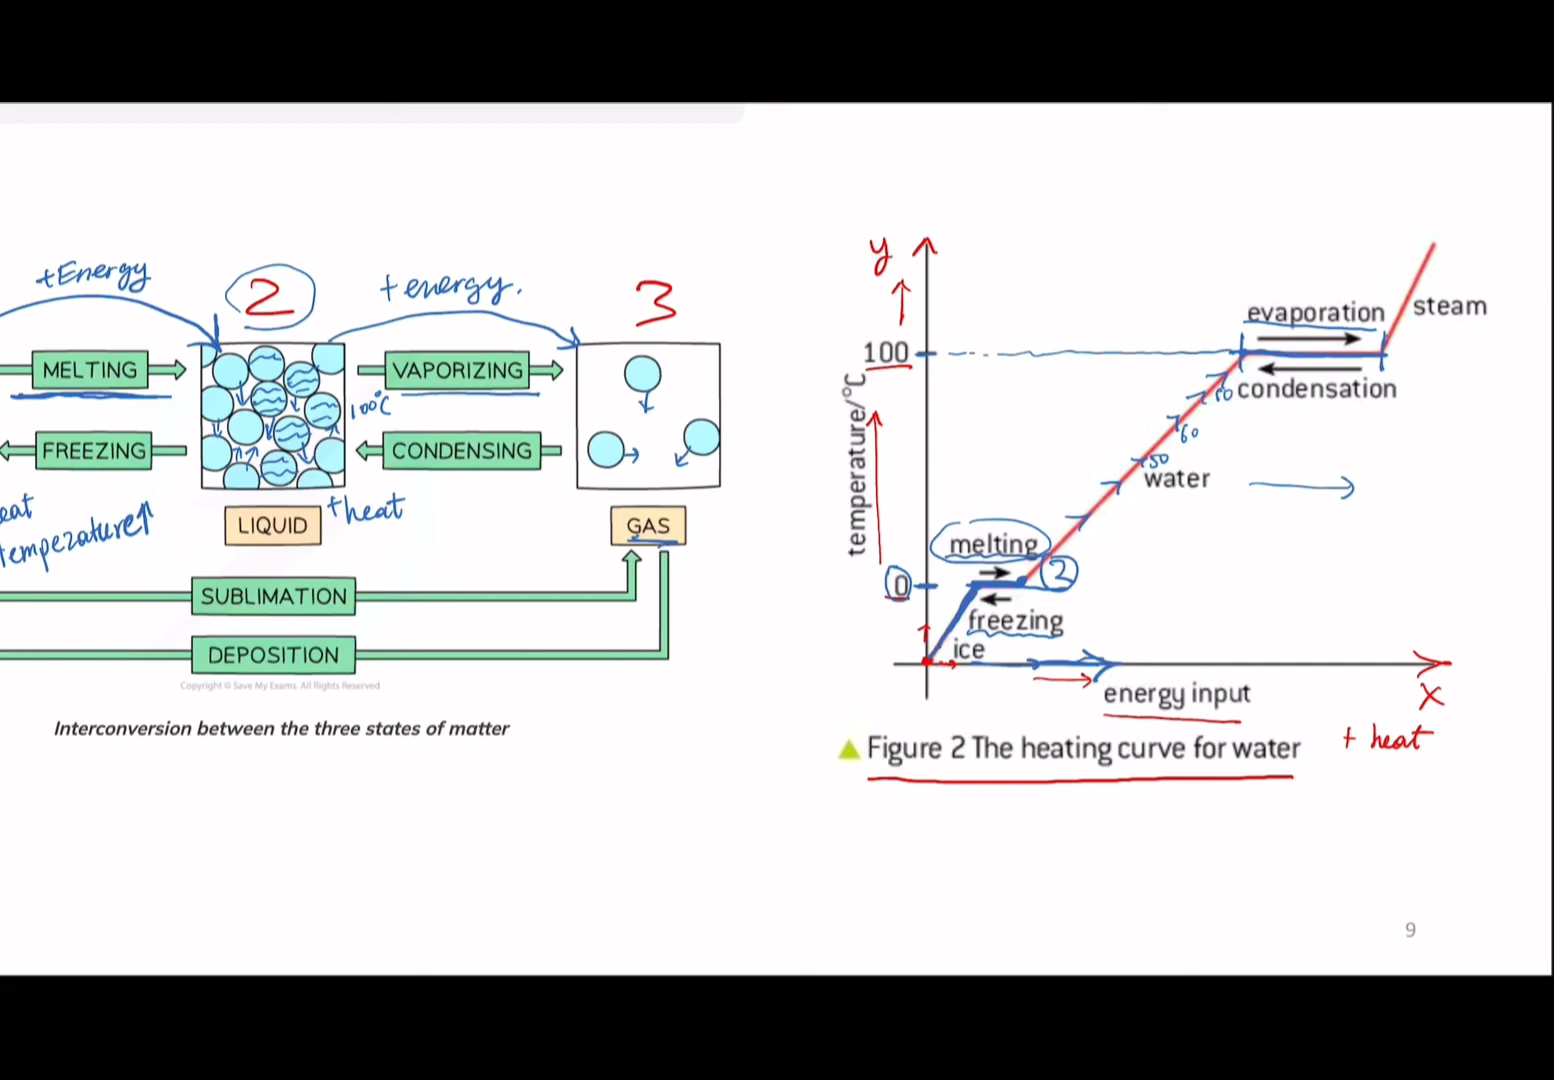 +Energy
2
+energy.
3
MELTING
VAPORIZING
100°C
FREEZING
CONDENSING
eat
temperature↑
LIQUID
+heat
GAS
SUBLIMATION
DEPOSITION
Copyright © Save My Exams. All Rights Reserved
Interconversion between the three states of matter
y
evaporation
steam
100
condensation
80
60
50
water
temperature/°C
melting
2
0
freezing
ice
energy input
x
+ heat
Figure 2 The heating curve for water
9